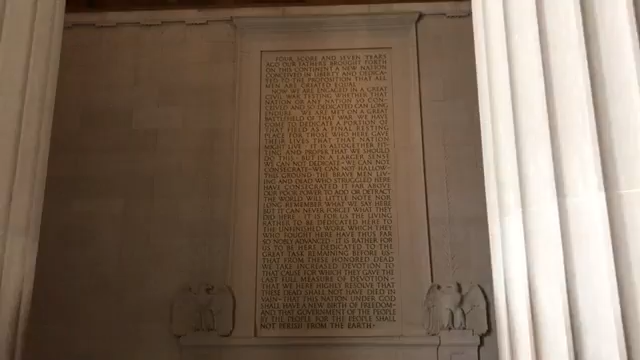 FOUR SCORE AND SEVEN YEARS
AGO OUR FATHERS BROUGHT FORTH
ON THIS CONTINENT A NEW NATION
CONCEIVED IN LIBERTY AND DEDICA-
TED TO THE PROPOSITION THAT ALL
MEN ARE CREATED EQUAL ·
NOW WE ARE ENGAGED IN A GREAT
CIVIL WAR TESTING WHETHER THAT
NATION OR ANY NATION SO CON-
CEIVED AND SO DEDICATED CAN LONG
ENDURE · WE ARE MET ON A GREAT
BATTLEFIELD OF THAT WAR · WE HAVE
COME TO DEDICATE A PORTION OF
THAT FIELD AS A FINAL RESTING
PLACE FOR THOSE WHO HERE GAVE
THEIR LIVES THAT THAT NATION
MIGHT LIVE · IT IS ALTOGETHER FIT-
TING AND PROPER THAT WE SHOULD
DO THIS · BUT IN A LARGER SENSE
WE CAN NOT DEDICATE~WE CAN NOT
CONSECRATE~WE CAN NOT HALLOW~
THIS GROUND · THE BRAVE MEN LIV-
ING AND DEAD WHO STRUGGLED HERE
HAVE CONSECRATED IT FAR ABOVE
OUR POOR POWER TO ADD OR DETRACT
THE WORLD WILL LITTLE NOTE NOR
LONG REMEMBER WHAT WE SAY HERE
BUT IT CAN NEVER FORGET WHAT THEY
DID HERE · IT IS FOR US THE LIVING
RATHER TO BE DEDICATED HERE TO
THE UNFINISHED WORK WHICH THEY
WHO FOUGHT HERE HAVE THUS FAR
SO NOBLY ADVANCED · IT IS RATHER FOR
US TO BE HERE DEDICATED TO THE
GREAT TASK REMAINING BEFORE US~
THAT FROM THESE HONORED DEAD
WE TAKE INCREASED DEVOTION TO
THAT CAUSE FOR WHICH THEY GAVE THE
LAST FULL MEASURE OF DEVOTION~
THAT WE HERE HIGHLY RESOLVE THAT
THESE DEAD SHALL NOT HAVE DIED IN
VAIN~THAT THIS NATION UNDER GOD
SHALL HAVE A NEW BIRTH OF FREEDOM~
AND THAT GOVERNMENT OF THE PEOPLE
BY THE PEOPLE FOR THE PEOPLE SHALL
NOT PERISH FROM THE EARTH ·